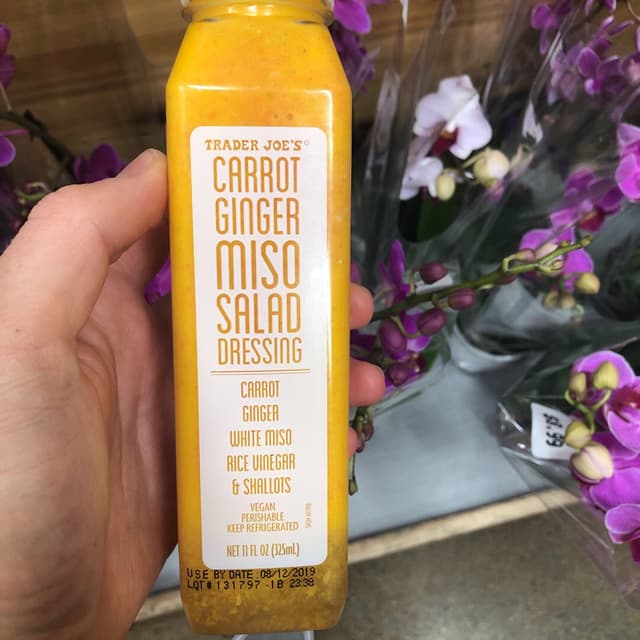 TRADER JOE'S®
CARROT
GINGER
MISO
SALAD
DRESSING
CARROT
GINGER
WHITE MISO
RICE VINEGAR
& SHALLOTS
VEGAN
PERISHABLE
KEEP REFRIGERATED
NET 11 FL OZ (325mL)
USE BY DATE :08/12/2019
LOT# 131797 -1B 23:38